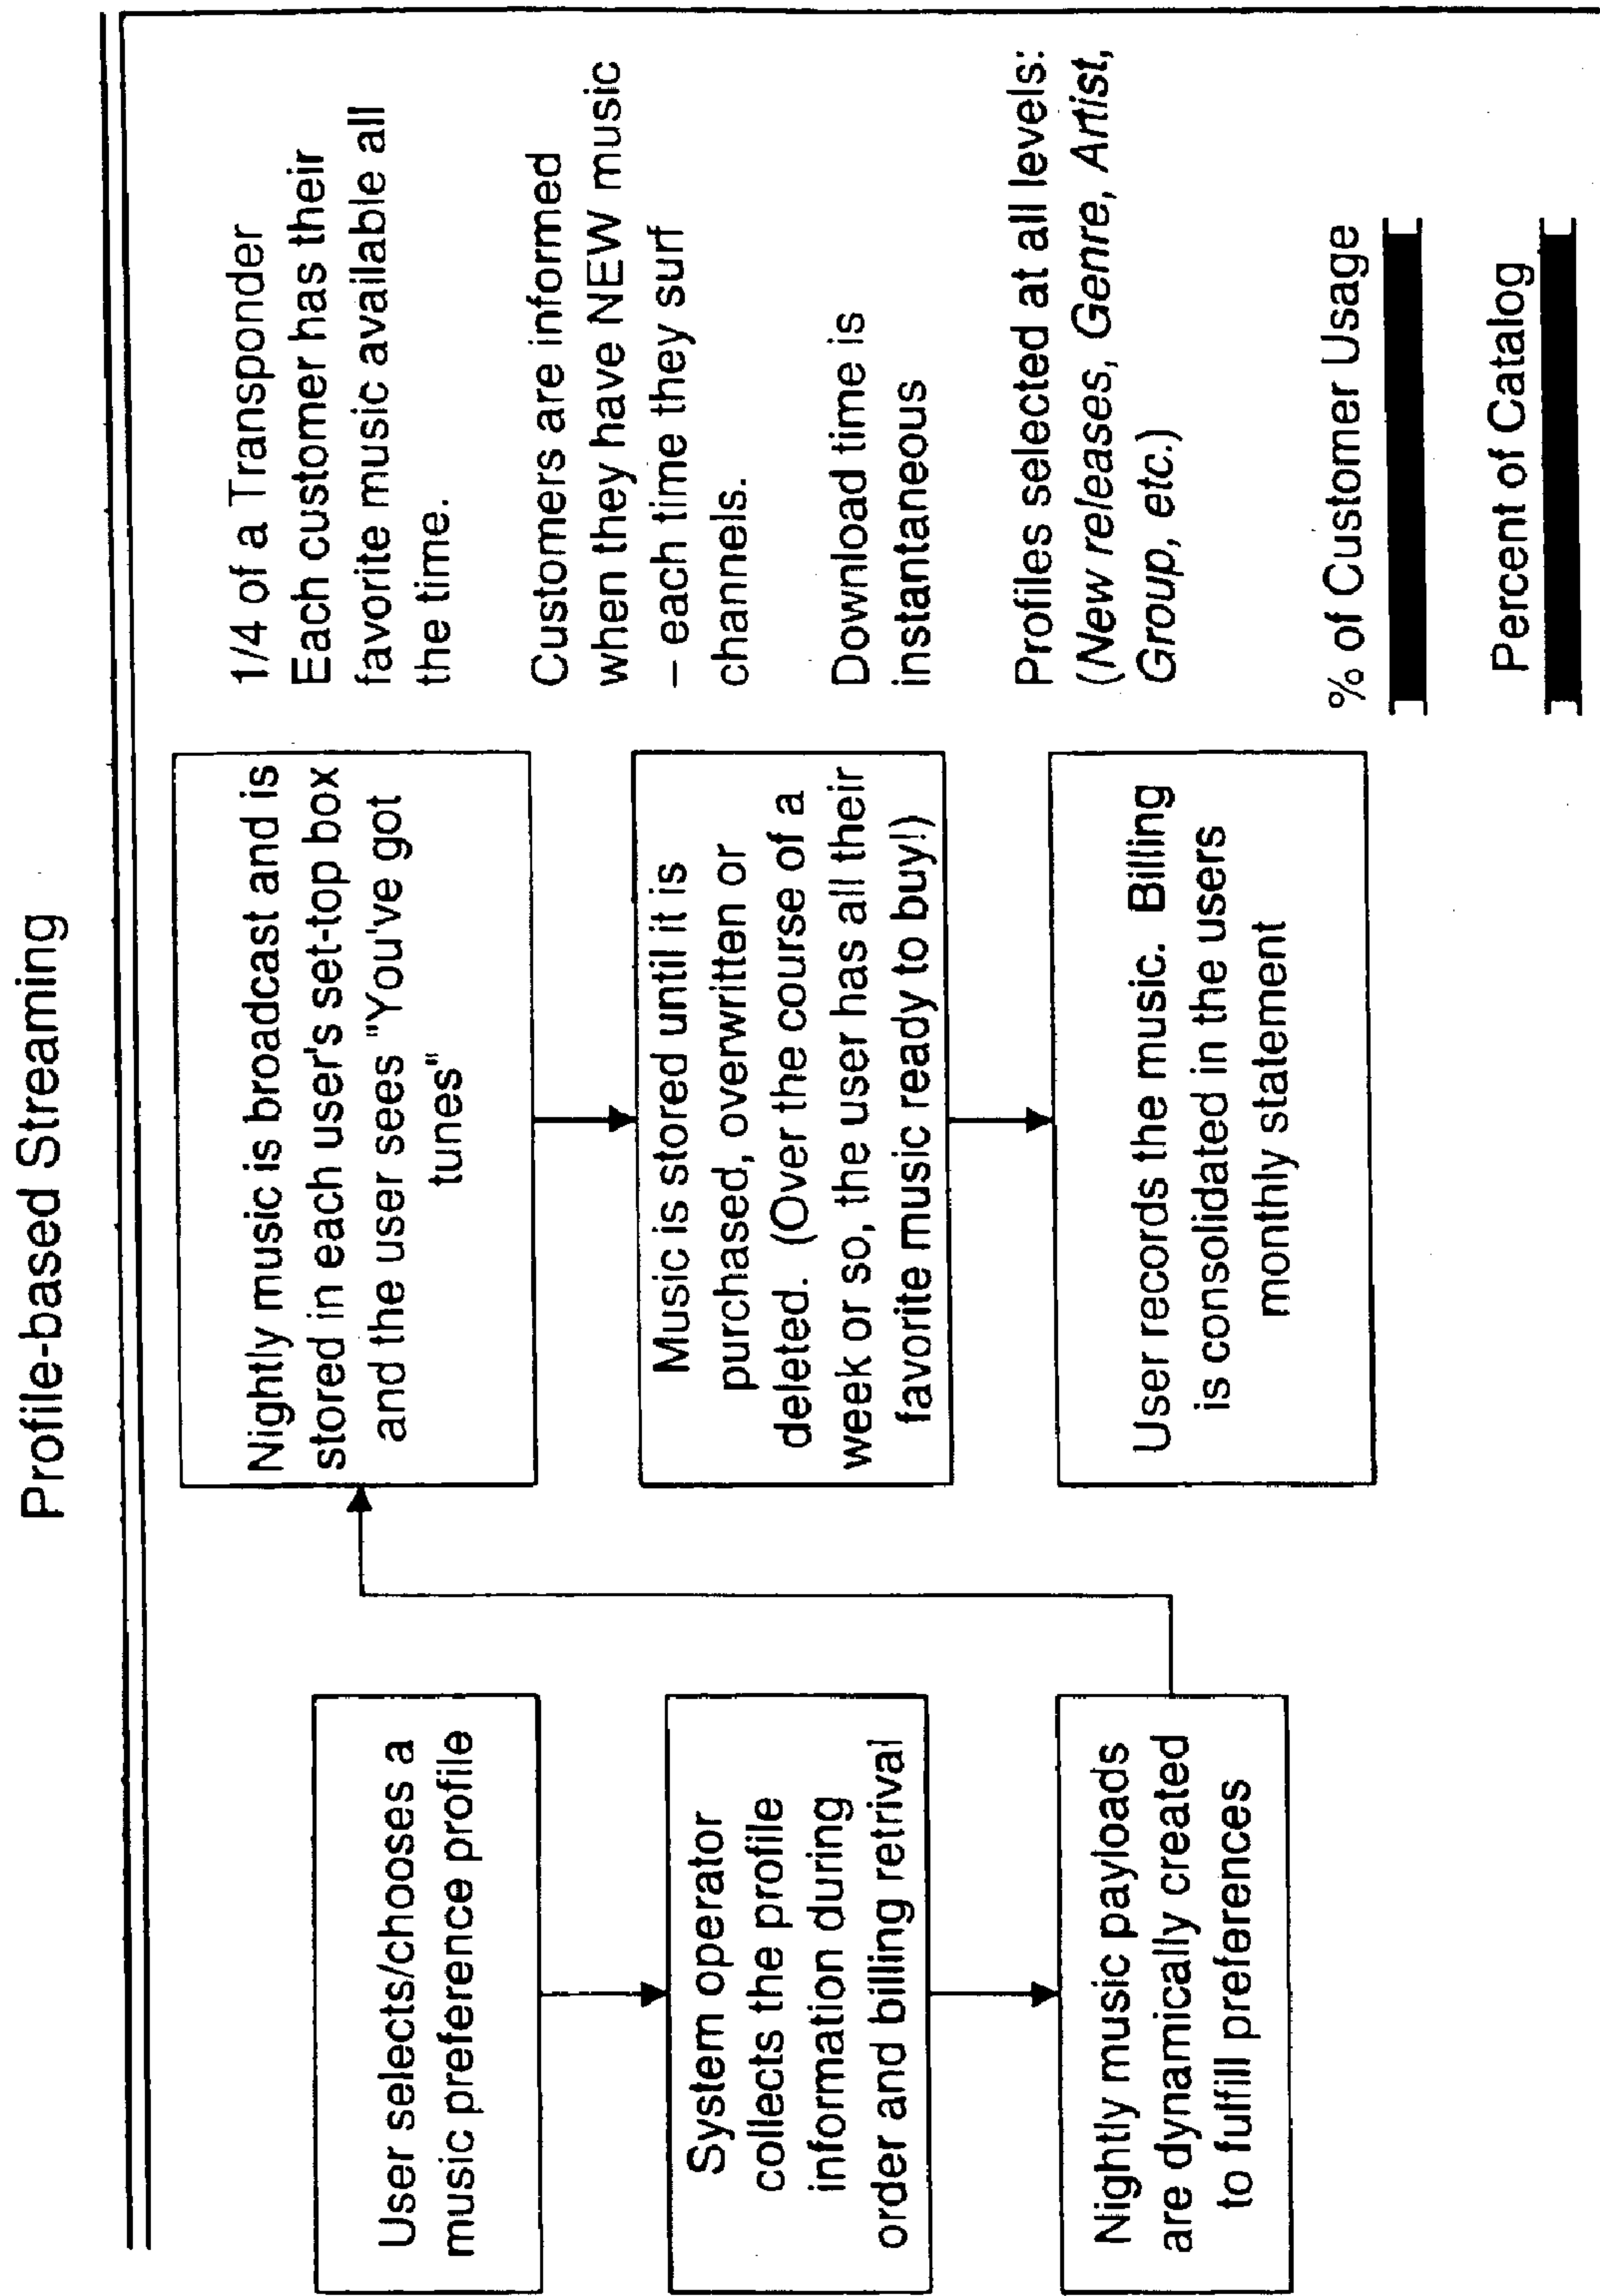 Profile-based Streaming
User selects/chooses a
music preference profile
System operator
collects the profile
information during
order and billing retrival
Nightly music payloads
are dynamically created
to fulfill preferences
Nightly music is broadcast and is
stored in each user's set-top box
and the user sees "You've got
tunes"
Music is stored until it is
purchased, overwritten or
deleted. (Over the course of a
week or so, the user has all their
favorite music ready to buy!)
User records the music. Billing
is consolidated in the users
monthly statement
1/4 of a Transponder
Each customer has their
favorite music available all
the time.
Customers are informed
when they have NEW music
– each time they surf
channels.
Download time is
instantaneous
Profiles selected at all levels:
(New releases, Genre, Artist,
Group, etc.)
% of Customer Usage
Percent of Catalog